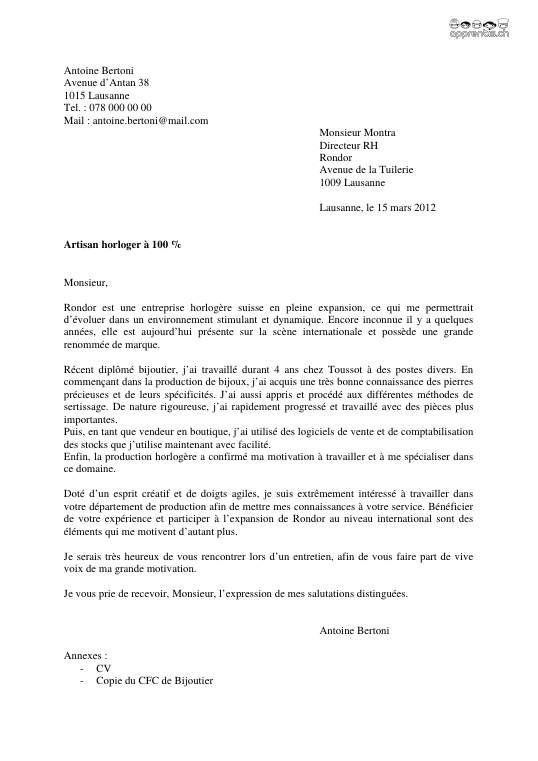 apprentis.ch
Antoine Bertoni
Avenue d’Antan 38
1015 Lausanne
Tel. : 078 000 00 00
Mail : antoine.bertoni@mail.com
Monsieur Montra
Directeur RH
Rondor
Avenue de la Tuilerie
1009 Lausanne
Lausanne, le 15 mars 2012
Artisan horloger à 100 %
Monsieur,
Rondor est une entreprise horlogère suisse en pleine expansion, ce qui me permettrait
d’évoluer dans un environnement stimulant et dynamique. Encore inconnue il y a quelques
années, elle est aujourd’hui présente sur la scène internationale et possède une grande
renommée de marque.
Récent diplômé bijoutier, j’ai travaillé durant 4 ans chez Toussot à des postes divers. En
commençant dans la production de bijoux, j’ai acquis une très bonne connaissance des pierres
précieuses et de leurs spécificités. J’ai aussi appris et procédé aux différentes méthodes de
sertissage. De nature rigoureuse, j’ai rapidement progressé et travaillé avec des pièces plus
importantes.
Puis, en tant que vendeur en boutique, j’ai utilisé des logiciels de vente et de comptabilisation
des stocks que j’utilise maintenant avec facilité.
Enfin, la production horlogère a confirmé ma motivation à travailler et à me spécialiser dans
ce domaine.
Doté d’un esprit créatif et de doigts agiles, je suis extrêmement intéressé à travailler dans
votre département de production afin de mettre mes connaissances à votre service. Bénéficier
de votre expérience et participer à l’expansion de Rondor au niveau international sont des
éléments qui me motivent d’autant plus.
Je serais très heureux de vous rencontrer lors d’un entretien, afin de vous faire part de vive
voix de ma grande motivation.
Je vous prie de recevoir, Monsieur, l’expression de mes salutations distinguées.
Antoine Bertoni
Annexes :
- CV
- Copie du CFC de Bijoutier